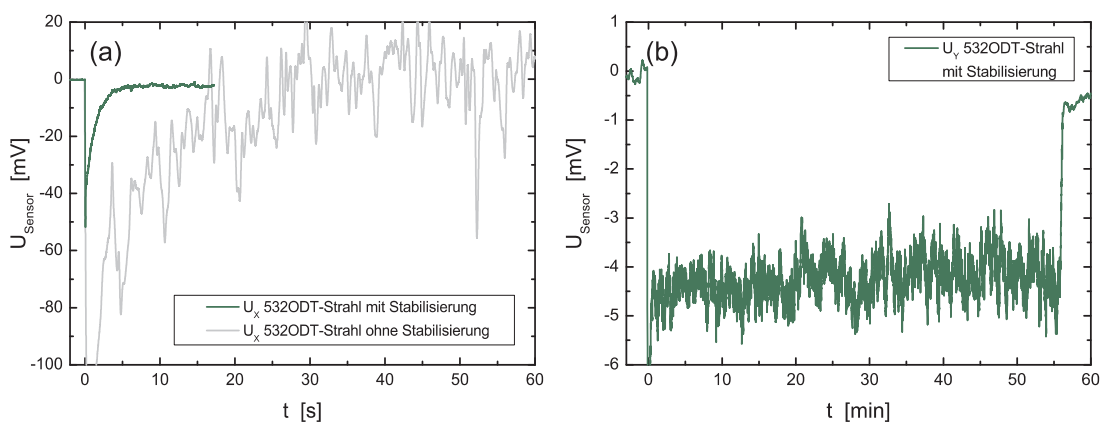 (a)
20
0
-20
-40
-60
-80
-100
U_Sensor [mV]
0 10 20 30 40 50 60
t [s]
U_X 532ODT-Strahl mit Stabilisierung
U_X 532ODT-Strahl ohne Stabilisierung
(b)
1
0
-1
-2
-3
-4
-5
-6
U_Sensor [mV]
0 10 20 30 40 50 60
t [min]
U_Y 532ODT-Strahl
mit Stabilisierung